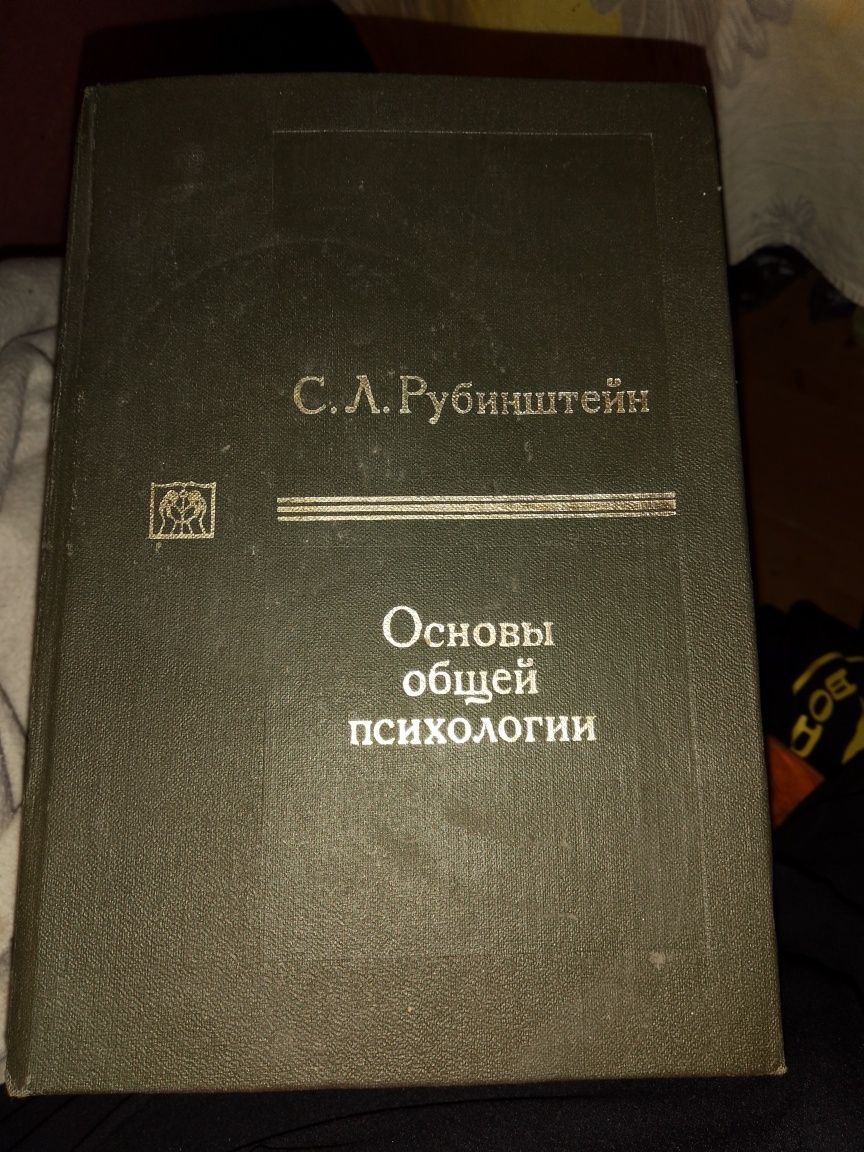 С. Л. Рубинштейн
Основы
общей
психологии